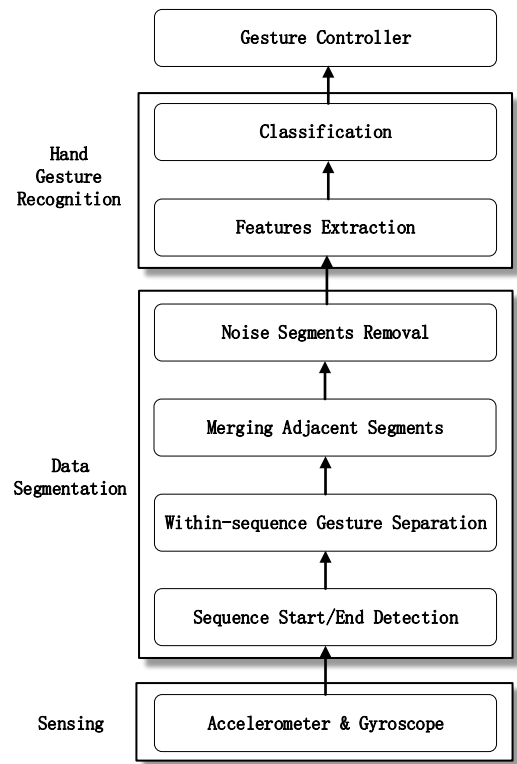 Gesture Controller
Classification
Hand
Gesture
Recognition
Features Extraction
Noise Segments Removal
Merging Adjacent Segments
Data
Segmentation
Within-sequence Gesture Separation
Sequence Start/End Detection
Sensing
Accelerometer & Gyroscope